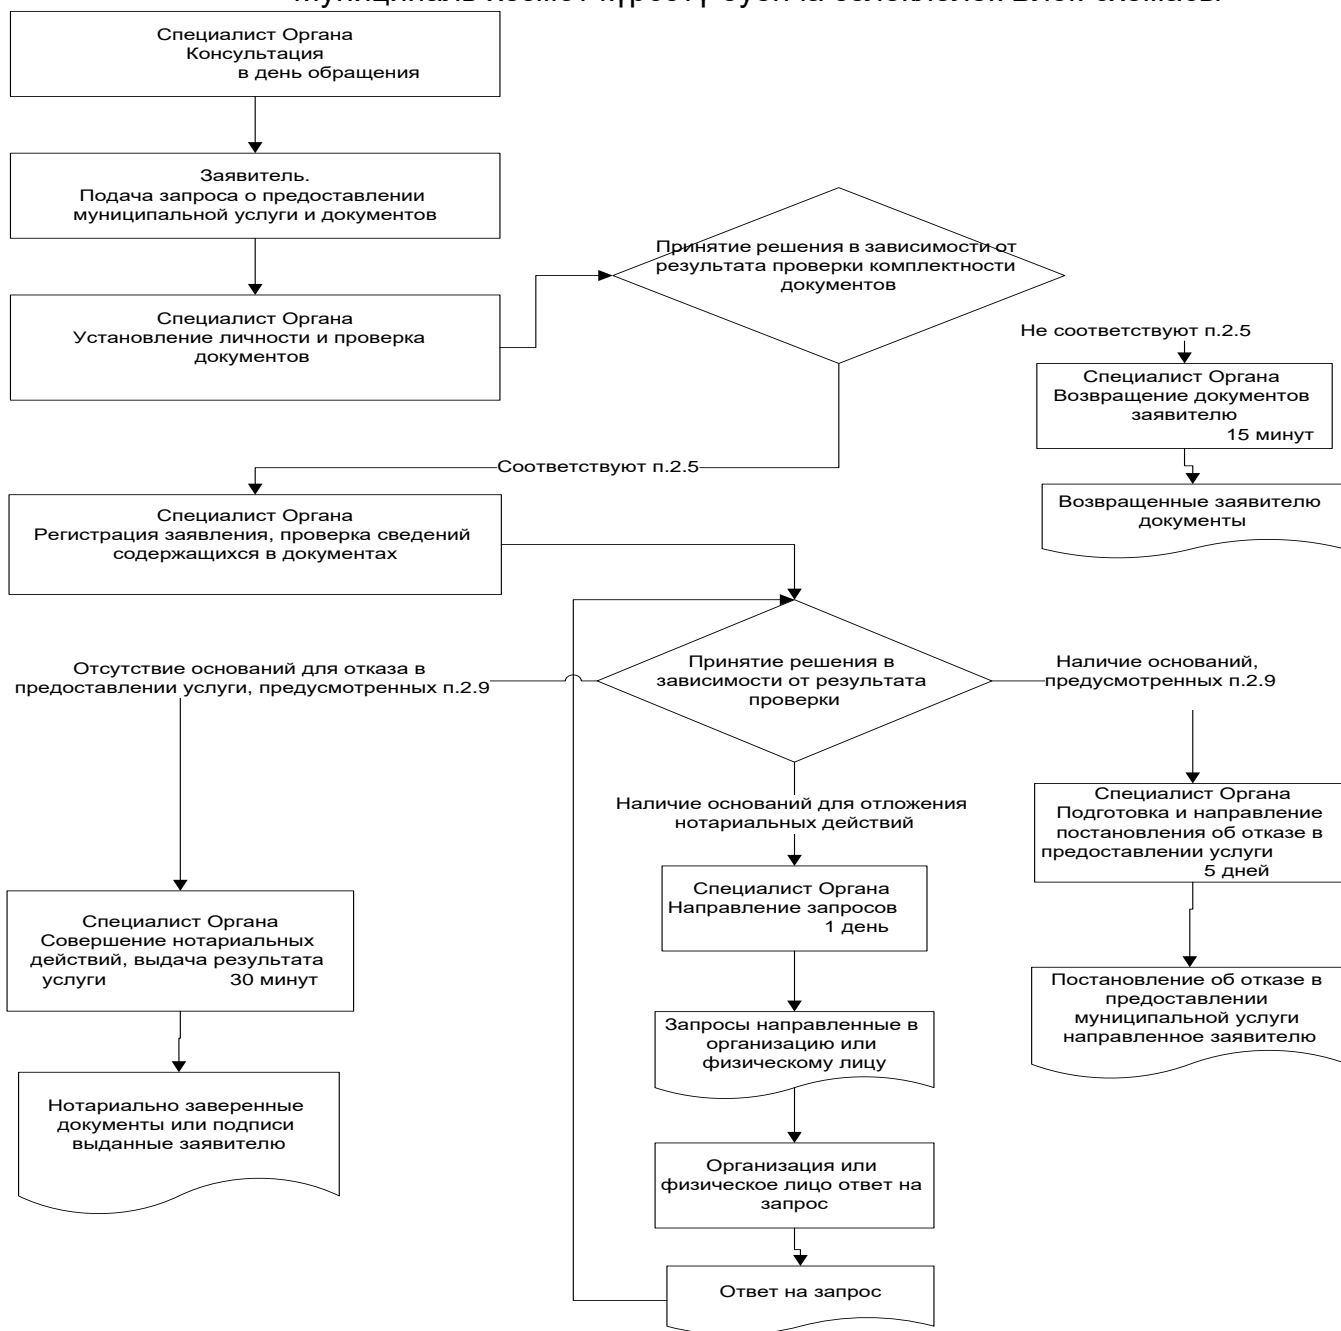 Специалист Органа
Консультация
в день обращения
Заявитель.
Подача запроса о предоставлении
муниципальной услуги и документов
Специалист Органа
Установление личности и проверка
документов
Принятие решения в зависимости от
результата проверки комплектности
документов
Не соответствуют п.2.5
Специалист Органа
Возвращение документов
заявителю
15 минут
Возвращенные заявителю
документы
Соответствуют п.2.5
Специалист Органа
Регистрация заявления, проверка сведений
содержащихся в документах
Принятие решения в
зависимости от результата
проверки
Отсутствие оснований для отказа в
предоставлении услуги, предусмотренных п.2.9
Наличие оснований,
предусмотренных п.2.9
Наличие оснований для отложения
нотариальных действий
Специалист Органа
Подготовка и направление
постановления об отказе в
предоставлении услуги
5 дней
Специалист Органа
Направление запросов
1 день
Специалист Органа
Совершение нотариальных
действий, выдача результата
услуги 30 минут
Постановление об отказе в
предоставлении
муниципальной услуги
направленное заявителю
Запросы направленные в
организацию или
физическому лицу
Нотариально заверенные
документы или подписи
выданные заявителю
Организация или
физическое лицо ответ на
запрос
Ответ на запрос